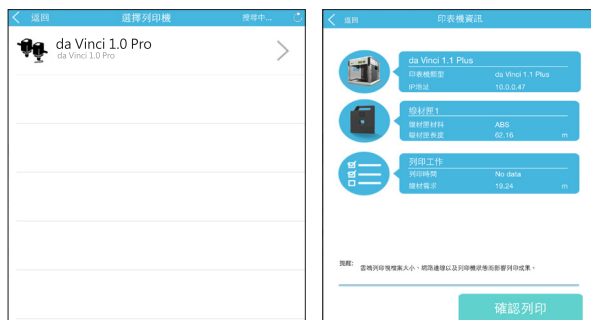 返回
選擇列印機
搜尋中...
da Vinci 1.0 Pro
da Vinci 1.0 Pro
返回
印表機資訊
da Vinci 1.1 Plus
印表機類型 da Vinci 1.1 Plus
IP地址 10.0.0.47
線材匣1
線材匣材料 ABS
線材匣長度 62.16 m
列印工作
列印時間 No data
線材需求 19.24 m
提醒:
雲端列印視檔案大小、網路連線以及列印機狀態而影響列印成果。
確認列印